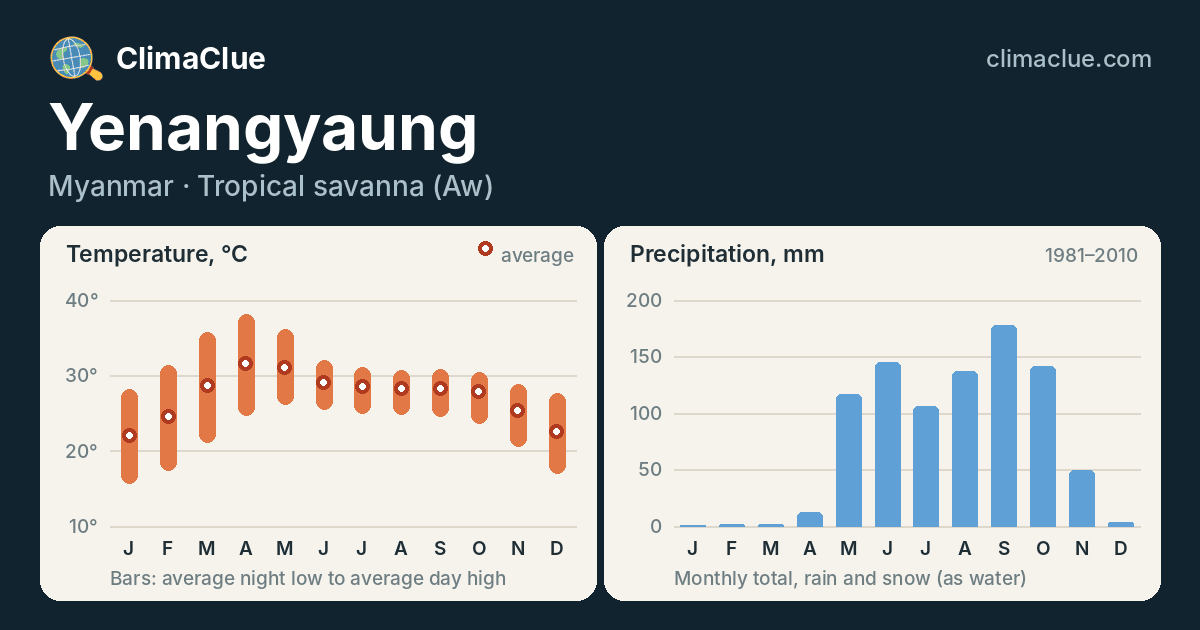 ClimaClue
climaclue.com
Yenangyaung
Myanmar · Tropical savanna (Aw)
Temperature, °C
average
40°
30°
20°
10°
J F M A M J J A S O N D
Bars: average night low to average day high
Precipitation, mm
1981–2010
200
150
100
50
0
J F M A M J J A S O N D
Monthly total, rain and snow (as water)